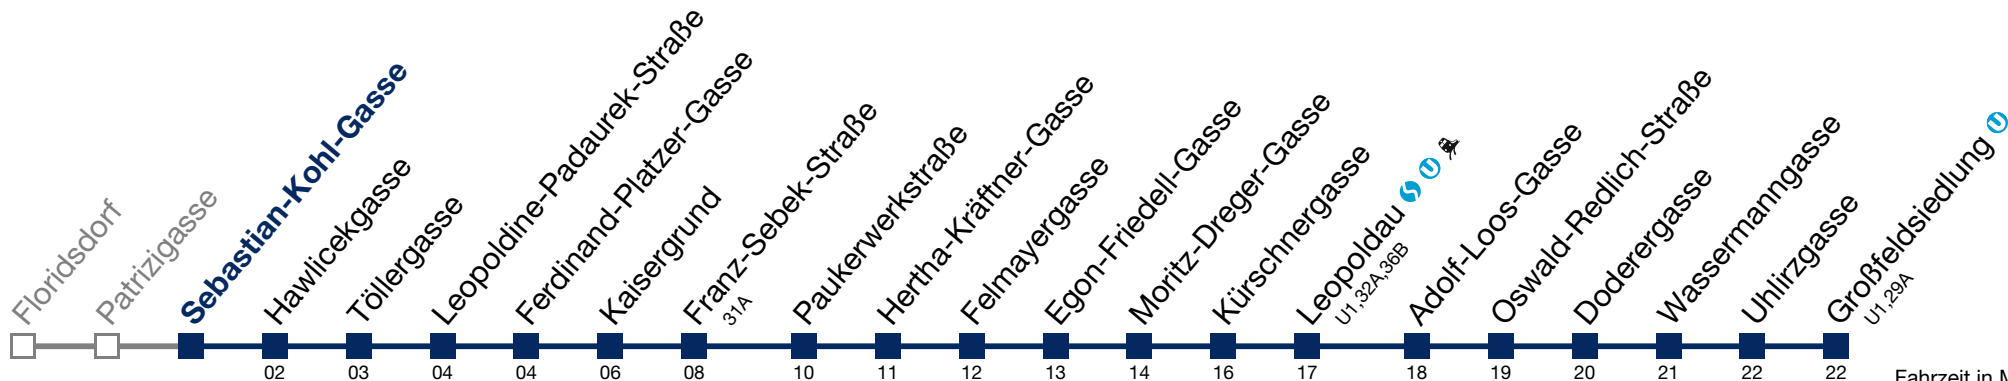 Floridsdorf
Patrizigasse
Sebastian-Kohl-Gasse
Hawlicekgasse
02
Töllergasse
03
Leopoldine-Padaurek-Straße
04
Ferdinand-Platzer-Gasse
04
Kaisergrund
06
Franz-Sebek-Straße
31A
08
Paukerwerkstraße
10
Hertha-Kräftner-Gasse
11
Felmayergasse
12
Egon-Friedell-Gasse
13
Moritz-Dreger-Gasse
14
Kürschnergasse
16
Leopoldau S U
U1,32A,36B
17
Adolf-Loos-Gasse
18
Oswald-Redlich-Straße
19
Doderergasse
20
Wassermanngasse
21
Uhlirzgasse
22
Großfeldsiedlung U
U1,29A
22
Fahrzeit in M